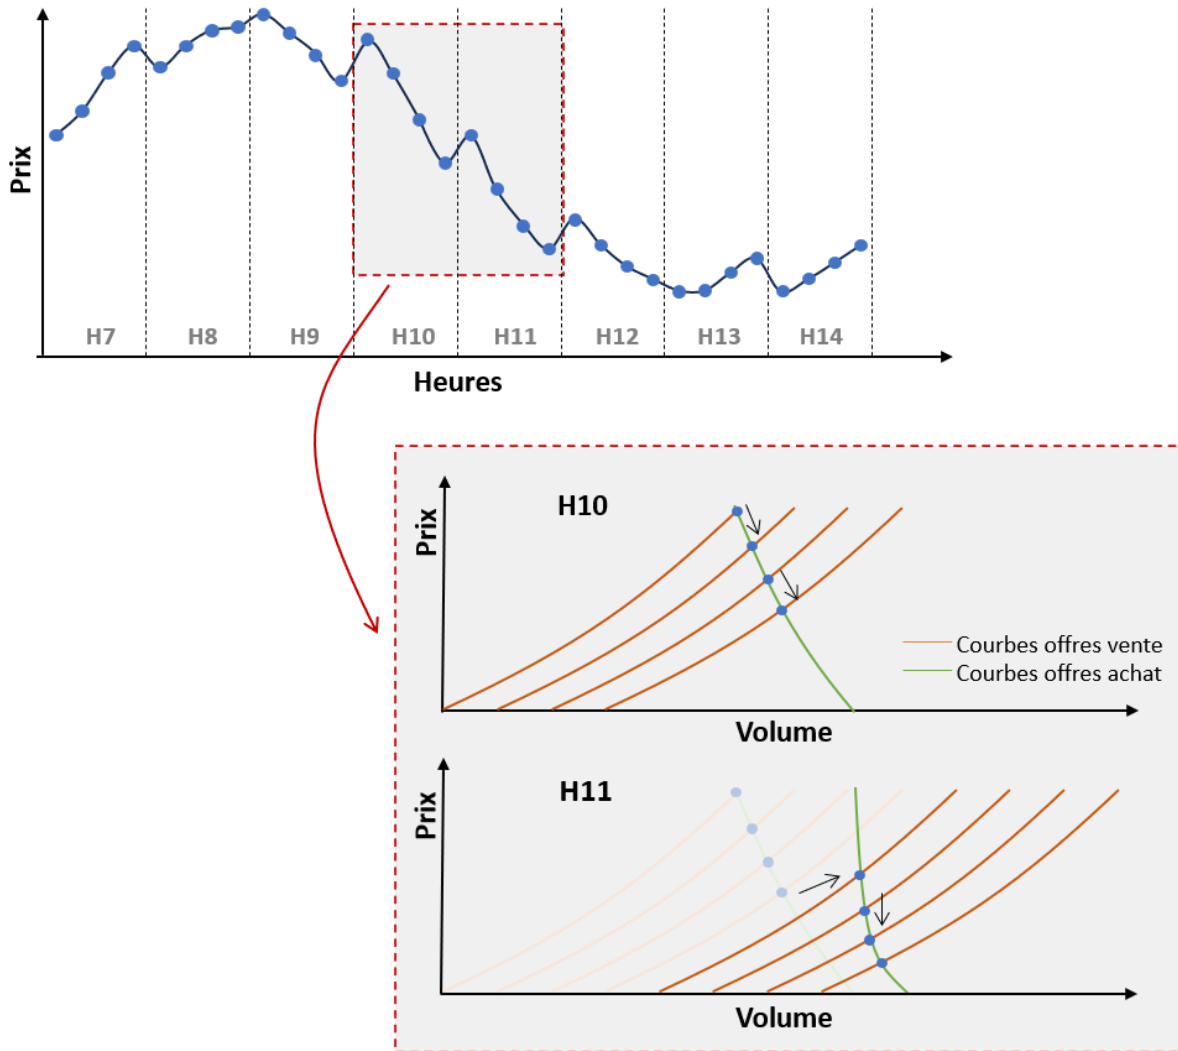 Prix
H7
H8
H9
H10
H11
H12
H13
H14
Heures
H10
Prix
Courbes offres vente
Courbes offres achat
Volume
H11
Prix
Volume